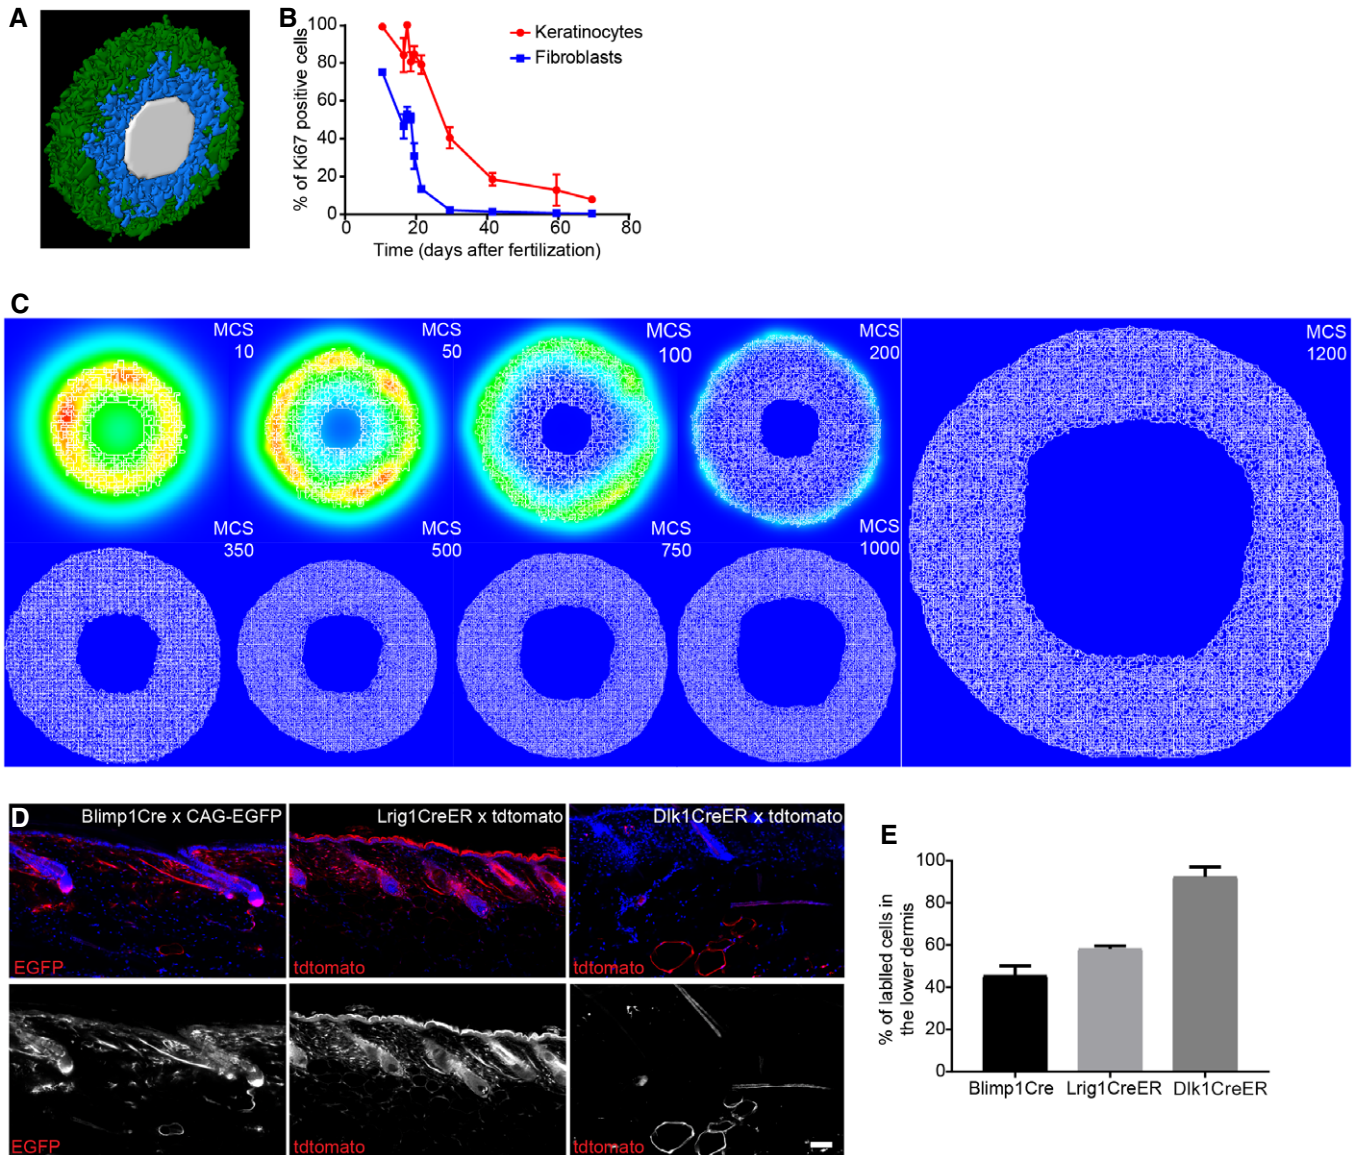 A
B
100
80
60
40
20
0
% of Ki67 positive cells
Keratinocytes
Fibroblasts
0
20
40
60
80
Time (days after fertilization)
C
MCS
10
MCS
50
MCS
100
MCS
200
MCS
1200
MCS
350
MCS
500
MCS
750
MCS
1000
D
Blimp1Cre x CAG-EGFP
Lrig1CreER x tdtomato
Dlk1CreER x tdtomato
EGFP
tdtomato
tdtomato
EGFP
tdtomato
tdtomato
E
100
80
60
40
20
0
% of lablled cells in
the lower dermis
Blimp1Cre
Lrig1CreER
Dlk1CreER